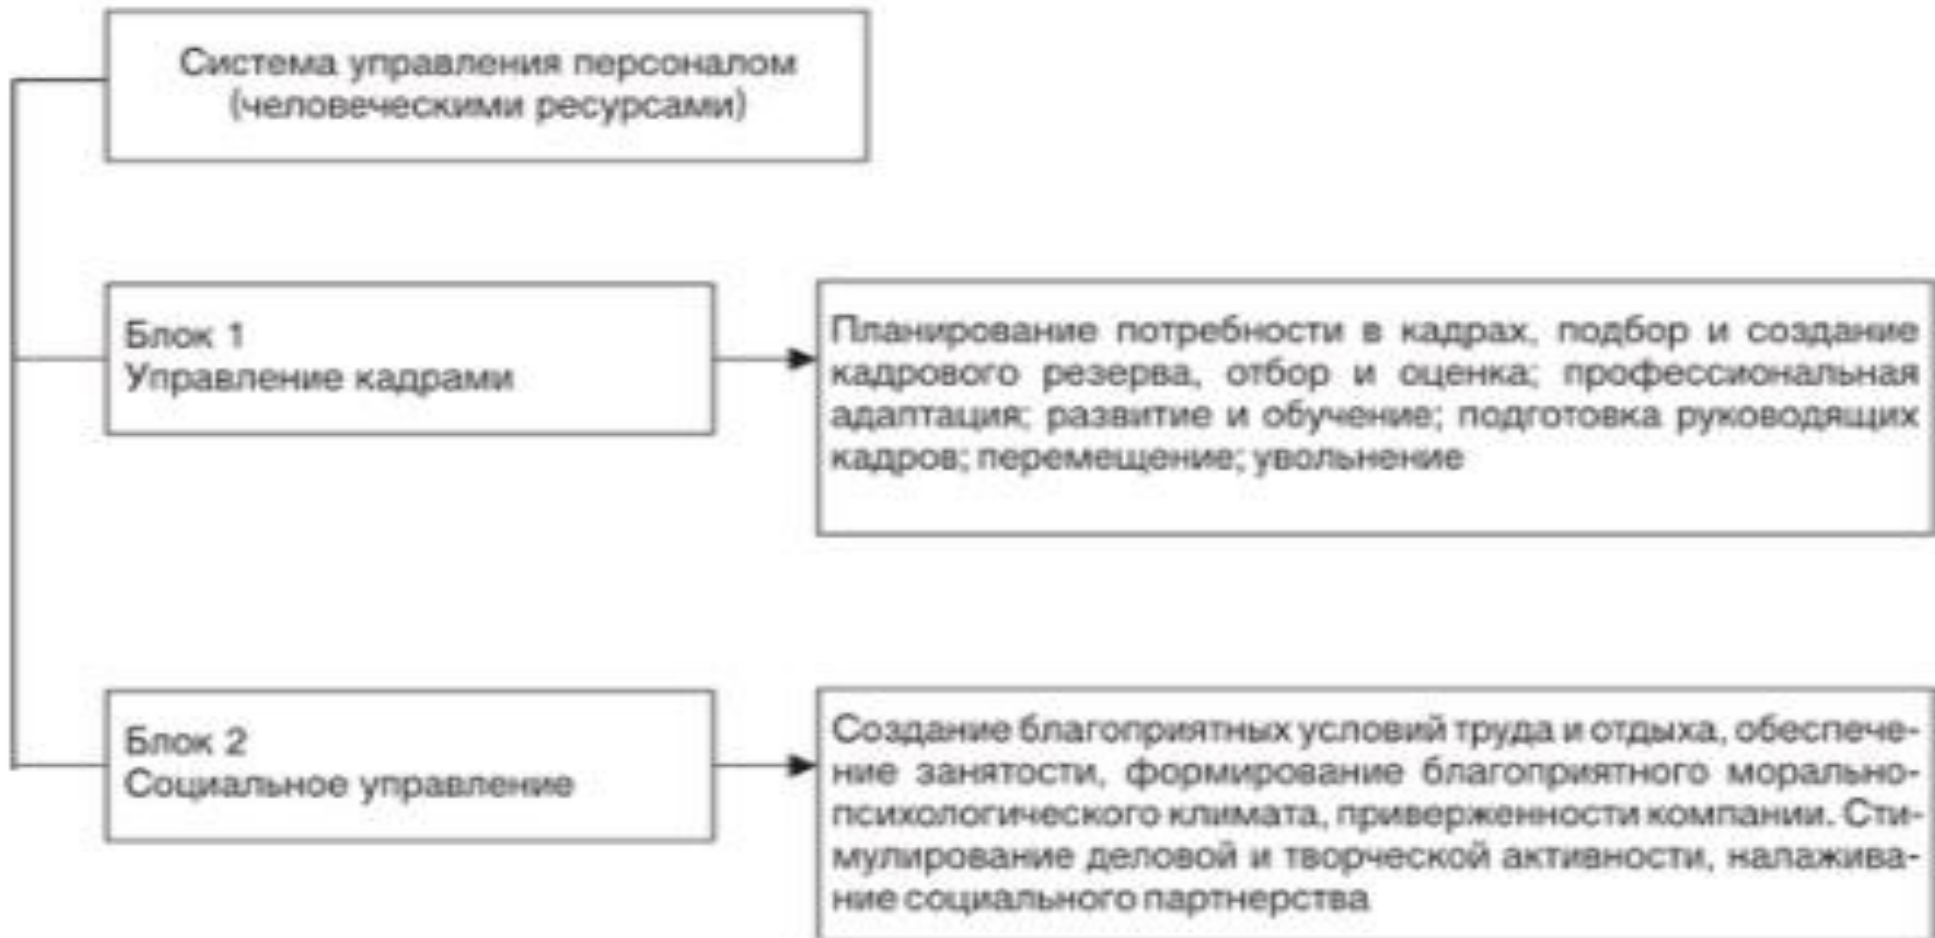 Система управления персоналом
(человеческими ресурсами)
Блок 1
Управление кадрами
Планирование потребности в кадрах, подбор и создание
кадрового резерва, отбор и оценка; профессиональная
адаптация; развитие и обучение; подготовка руководящих
кадров; перемещение; увольнение
Блок 2
Социальное управление
Создание благоприятных условий труда и отдыха, обеспече-
ние занятости, формирование благоприятного морально-
психологического климата, приверженности компании. Сти-
мулирование деловой и творческой активности, налажива-
ние социального партнерства